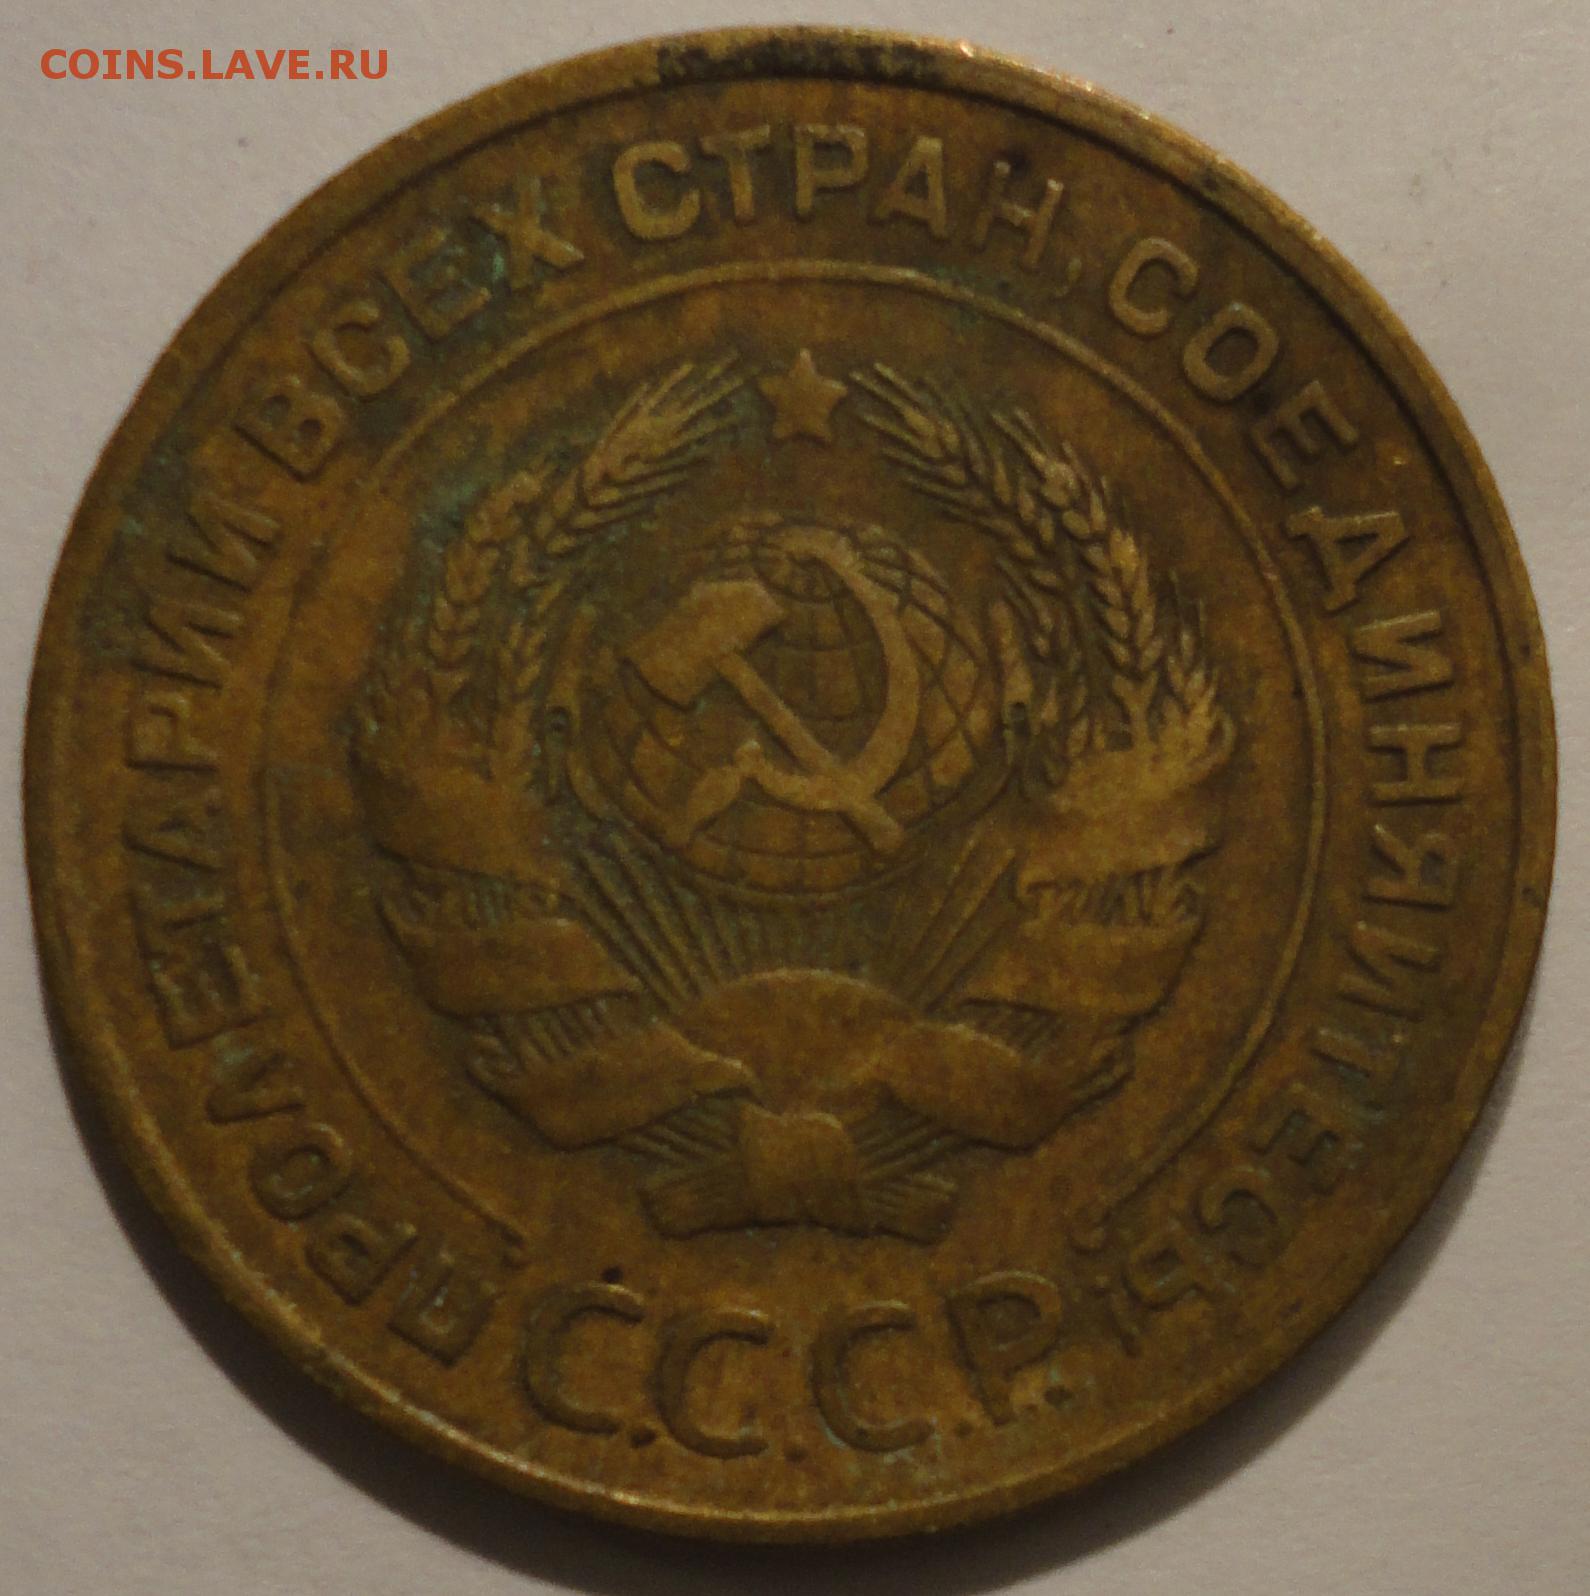 COINS.LAVE.RU
ПРОЛЕТАРИИ ВСЕХ СТРАН, СОЕДИНЯЙТЕСЬ!
С.С.С.Р.